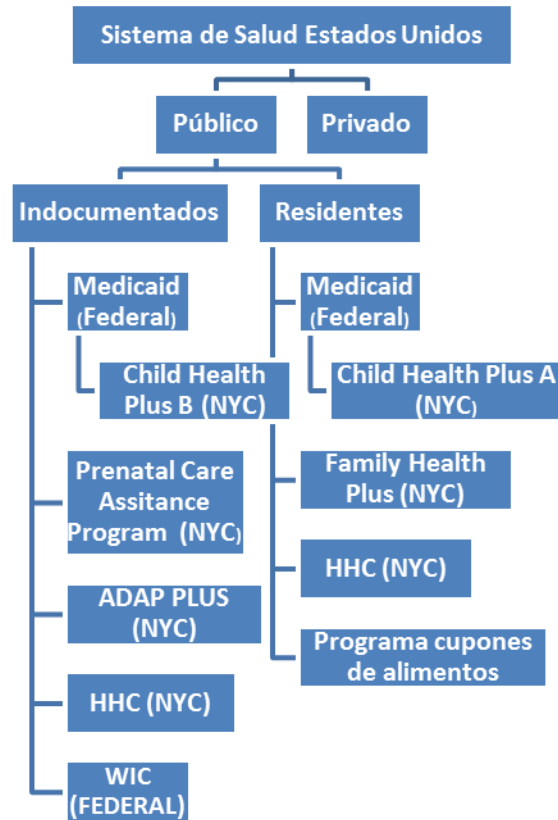 Sistema de Salud Estados Unidos
Público
Privado
Indocumentados
Residentes
Medicaid
(Federal)
Child Health
Plus B (NYC)
Prenatal Care
Assitance
Program (NYC)
ADAP PLUS
(NYC)
HHC (NYC)
WIC
(FEDERAL)
Medicaid
(Federal)
Child Health Plus A
(NYC)
Family Health
Plus (NYC)
HHC (NYC)
Programa cupones
de alimentos